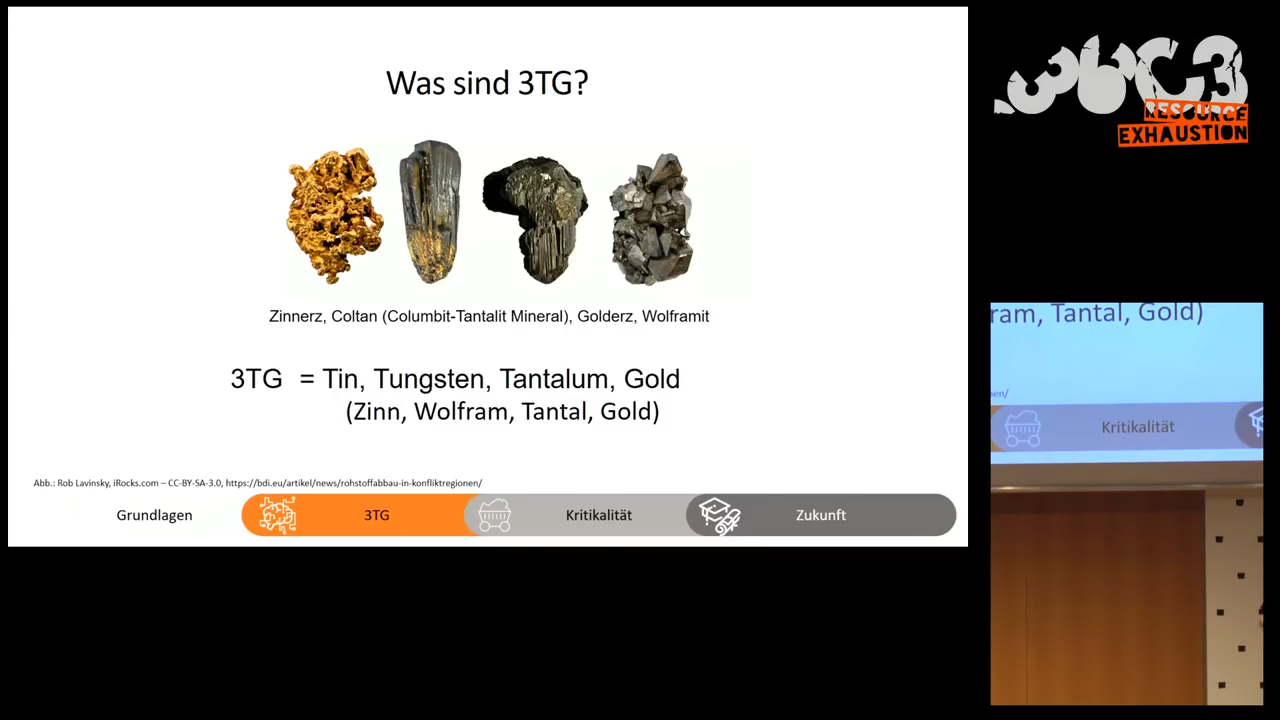 Was sind 3TG?
Zinnerz, Coltan (Columbit-Tantalit Mineral), Golderz, Wolframit
3TG = Tin, Tungsten, Tantalum, Gold
(Zinn, Wolfram, Tantal, Gold)
Abb.: Rob Lavinsky, iRocks.com – CC-BY-SA-3.0, https://bdi.eu/artikel/news/rohstoffabbau-in-konfliktregionen/
Grundlagen
3TG
Kritikalität
Zukunft
36C3
RESOURCE
EXHAUSTION
ram, Tantal, Gold)
nen/
Kritikalität